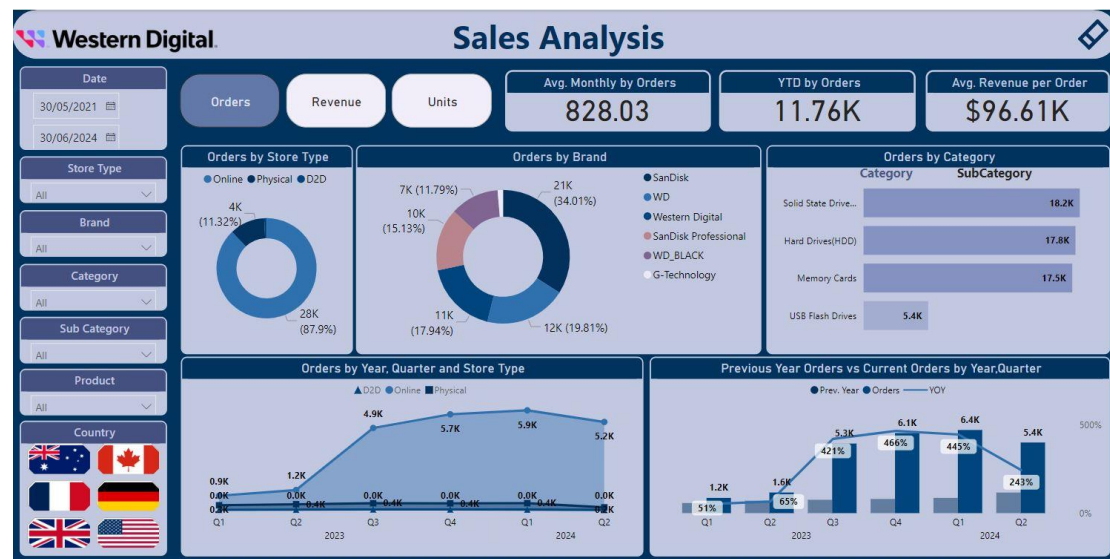 Western Digital.
Sales Analysis
Date
30/05/2021
30/06/2024
Store Type
All
Brand
All
Category
All
Sub Category
All
Product
All
Country
Orders
Revenue
Units
Avg. Monthly by Orders
828.03
YTD by Orders
11.76K
Avg. Revenue per Order
$96.61K
Orders by Store Type
Online Physical D2D
4K
(11.32%)
28K
(87.9%)
Orders by Brand
7K (11.79%)
21K
(34.01%)
10K
(15.13%)
11K
(17.94%)
12K (19.81%)
SanDisk
WD
Western Digital
SanDisk Professional
WD_BLACK
G-Technology
Orders by Category
Category SubCategory
Solid State Drive... 18.2K
Hard Drives(HDD) 17.8K
Memory Cards 17.5K
USB Flash Drives 5.4K
Orders by Year, Quarter and Store Type
D2D Online Physical
0.9K 1.2K 4.9K 5.7K 5.9K 5.2K
0.0K 0.0K 0.0K 0.0K 0.0K 0.0K
0.4K 0.4K 0.4K 0.4K
Q1 Q2 Q3 Q4 Q1 Q2
2023 2024
Previous Year Orders vs Current Orders by Year,Quarter
Prev. Year Orders YOY
1.2K 1.6K 5.3K 6.1K 6.4K 5.4K
51% 65% 421% 466% 445% 243%
500%
0%
Q1 Q2 Q3 Q4 Q1 Q2
2023 2024